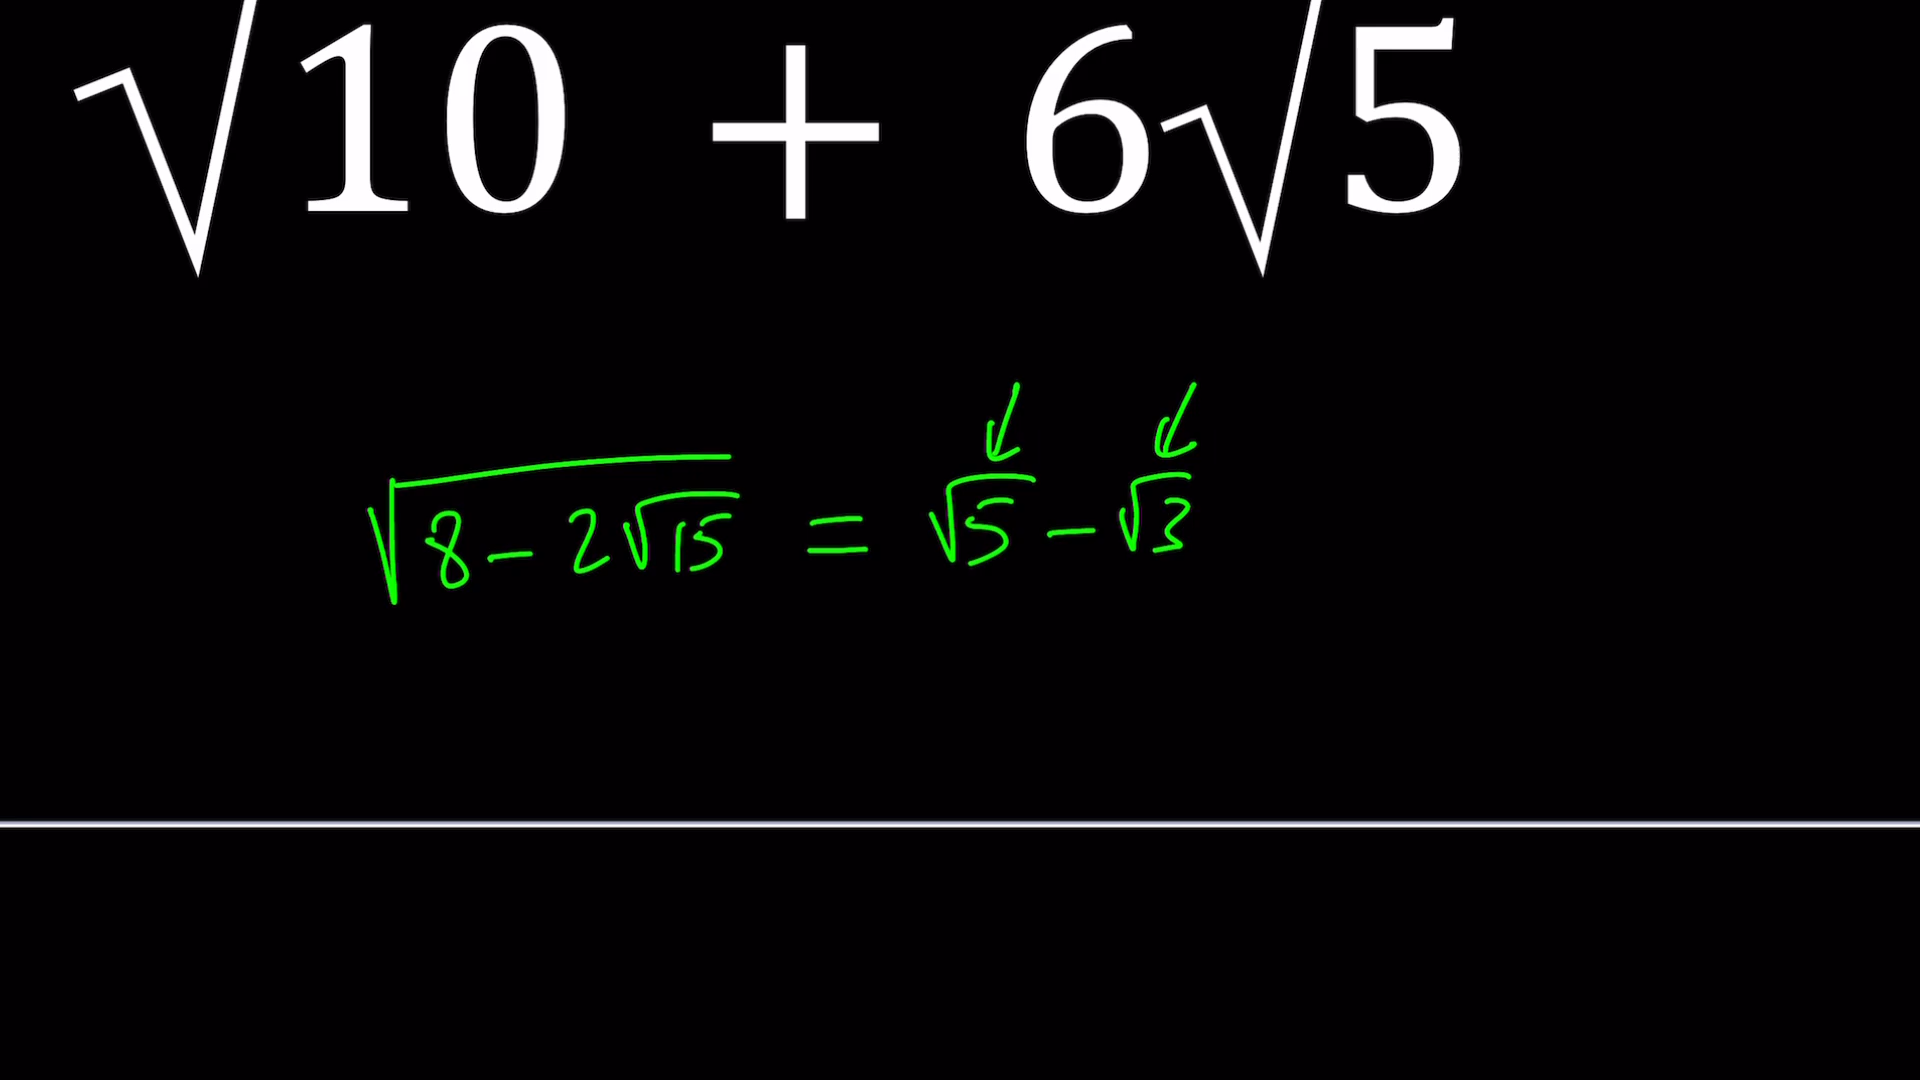 √10 + 6√5
√(8-2√15) = √5-√3